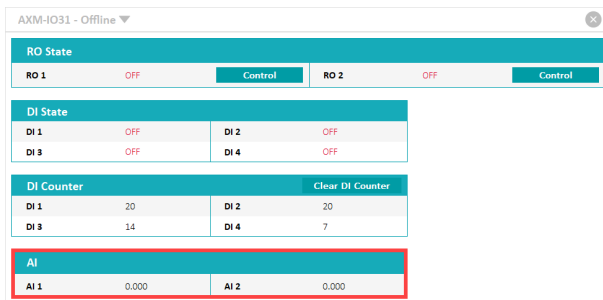 AXM-IO31 - Offline
RO State
RO 1 OFF Control RO 2 OFF Control
DI State
DI 1 OFF DI 2 OFF
DI 3 OFF DI 4 OFF
DI Counter Clear DI Counter
DI 1 20 DI 2 20
DI 3 14 DI 4 7
AI
AI 1 0.000 AI 2 0.000